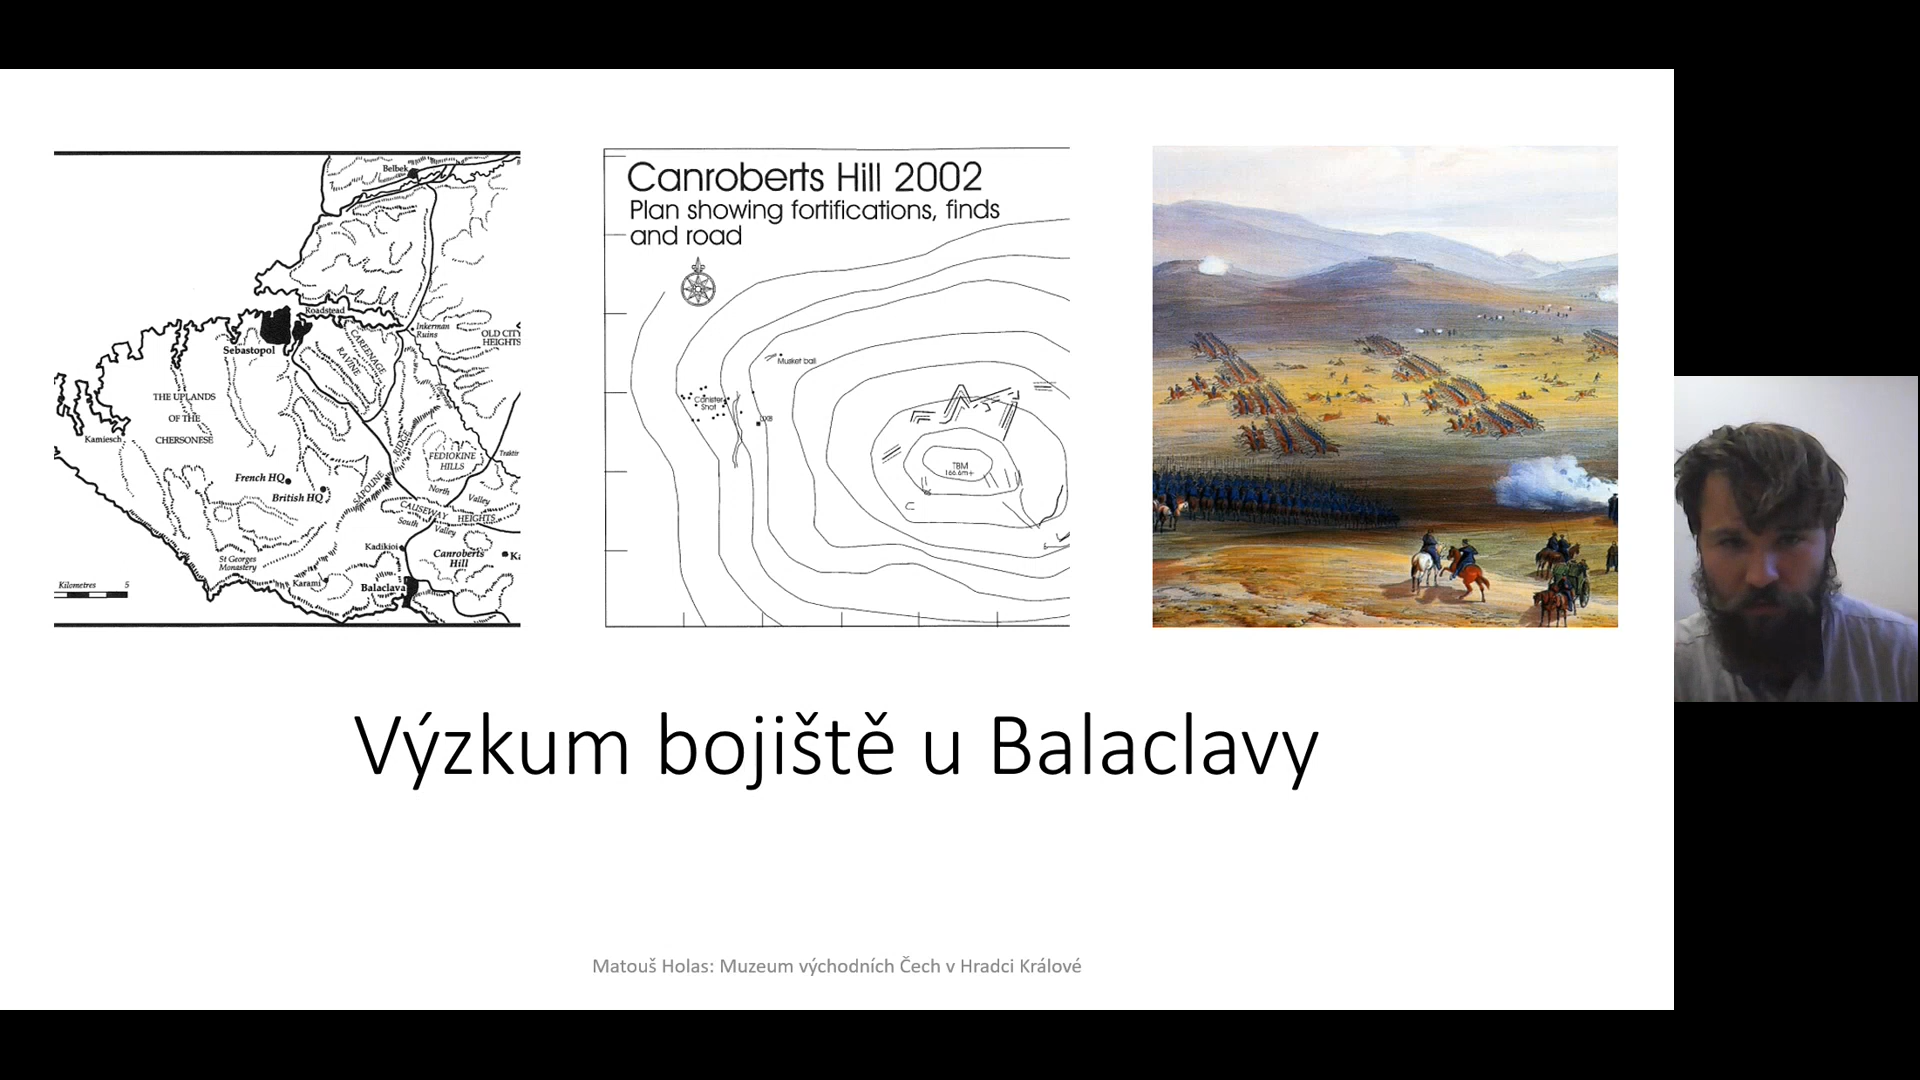 Belbek
Roadstead
Inkerman
Ruins
OLD CITY
HEIGHTS
Sebastopol
CAREENAGE
RAVINE
THE UPLANDS
OF THE
CHERSONESE
Kamiesch
RIDGE
FEDIOKINE
HILLS
Traktir
French HQ
British HQ
SAPOUNE
North
Valley
CAUSEWAY
HEIGHTS
South
Valley
Kadikioi
Canroberts
Hill
St Georges
Monastery
Karani
Kilometres 5
Balaclava
Canroberts Hill 2002
Plan showing fortifications, finds
and road
Musket ball
Canister
Shot
TBM
166.6m+
Výzkum bojiště u Balaclavy
Matouš Holas: Muzeum východních Čech v Hradci Králové